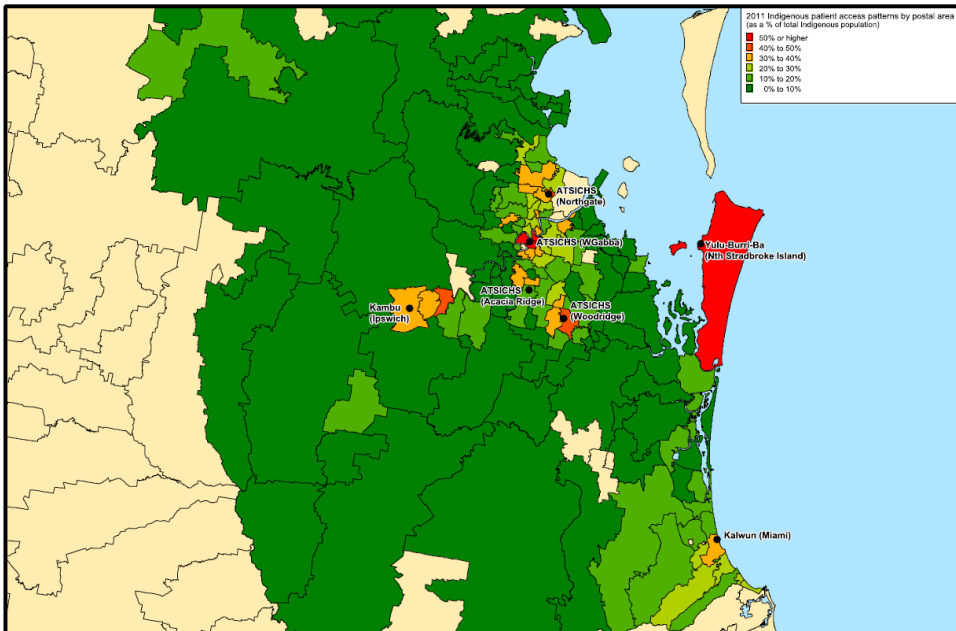 2011 Indigenous patient access patterns by postal area
(as a % of total Indigenous population)
50% or higher
40% to 50%
30% to 40%
20% to 30%
10% to 20%
0% to 10%
ATSICHS
(Northgate)
ATSICHS (WGabba)
Yulu-Burri-Ba
(Nth Stradbroke Island)
ATSICHS
(Acacia Ridge)
Kambu
(Ipswich)
ATSICHS
(Woodridge)
Kalwun (Miami)